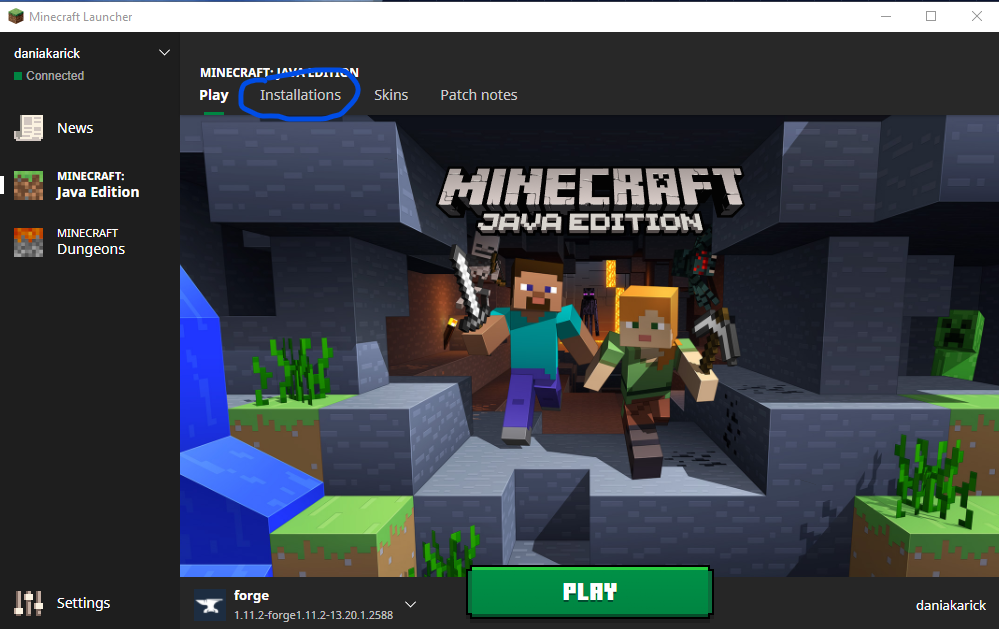 Minecraft Launcher
daniakarick
Connected
News
MINECRAFT:
Java Edition
MINECRAFT
Dungeons
Settings
MINECRAFT: JAVA EDITION
Play Installations Skins Patch notes
MINECRAFT
JAVA EDITION
forge
1.11.2-forge1.11.2-13.20.1.2588
PLAY
daniakarick